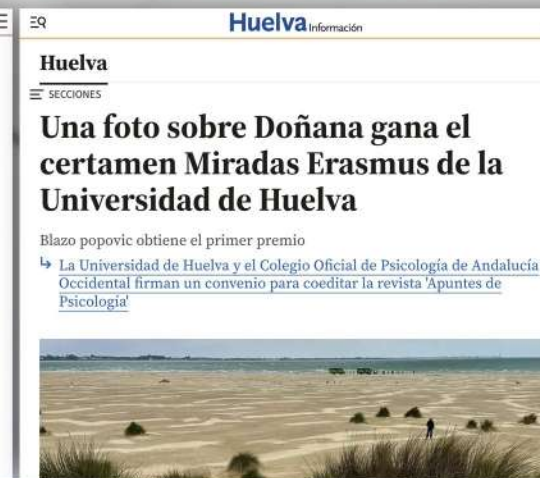 Huelva Información
Huelva
SECCIONES
Una foto sobre Doñana gana el
certamen Miradas Erasmus de la
Universidad de Huelva
Blazo popovic obtiene el primer premio
La Universidad de Huelva y el Colegio Oficial de Psicología de Andalucía
Occidental firman un convenio para coeditar la revista 'Apuntes de
Psicología'